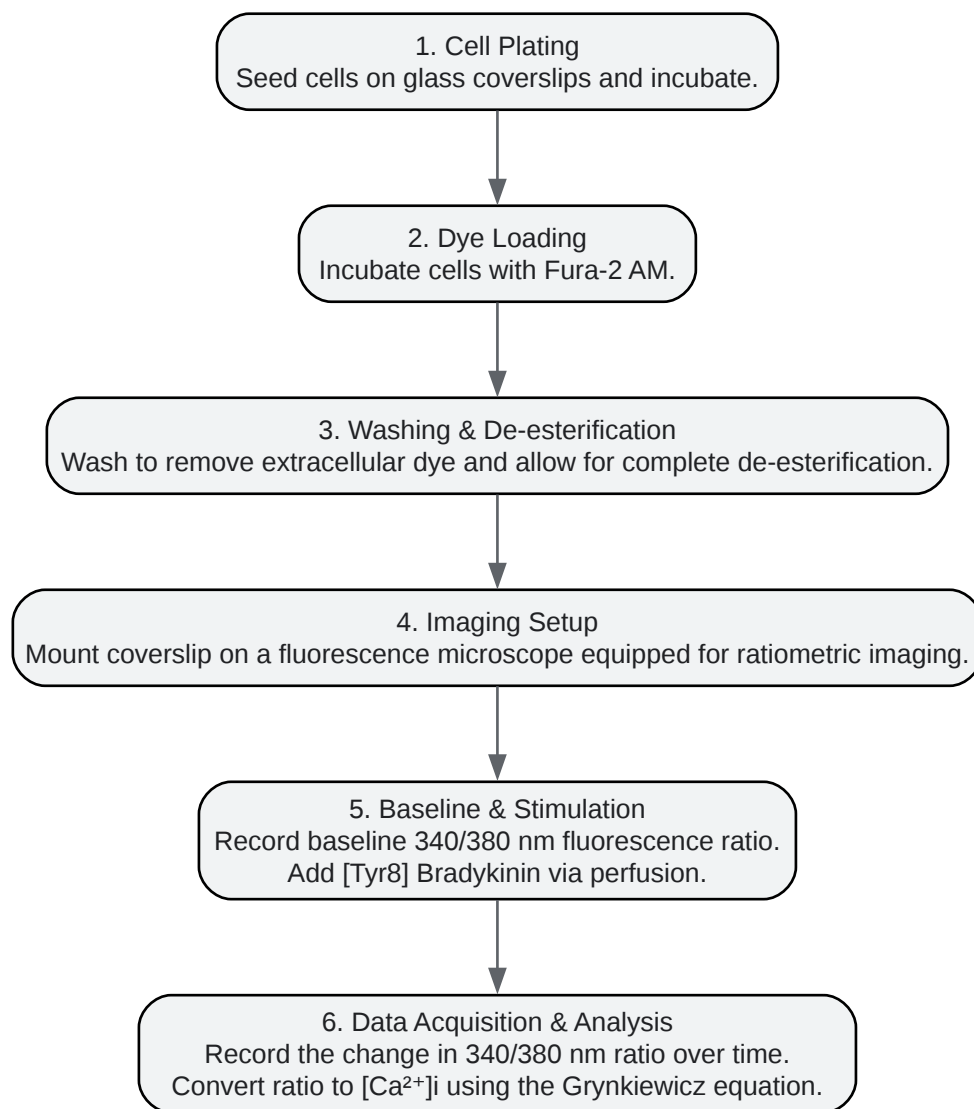 1. Cell Plating
Seed cells on glass coverslips and incubate.
2. Dye Loading
Incubate cells with Fura-2 AM.
3. Washing & De-esterification
Wash to remove extracellular dye and allow for complete de-esterification.
4. Imaging Setup
Mount coverslip on a fluorescence microscope equipped for ratiometric imaging.
5. Baseline & Stimulation
Record baseline 340/380 nm fluorescence ratio.
Add [Tyr8] Bradykinin via perfusion.
6. Data Acquisition & Analysis
Record the change in 340/380 nm ratio over time.
Convert ratio to [Ca²⁺]i using the Grynkiewicz equation.